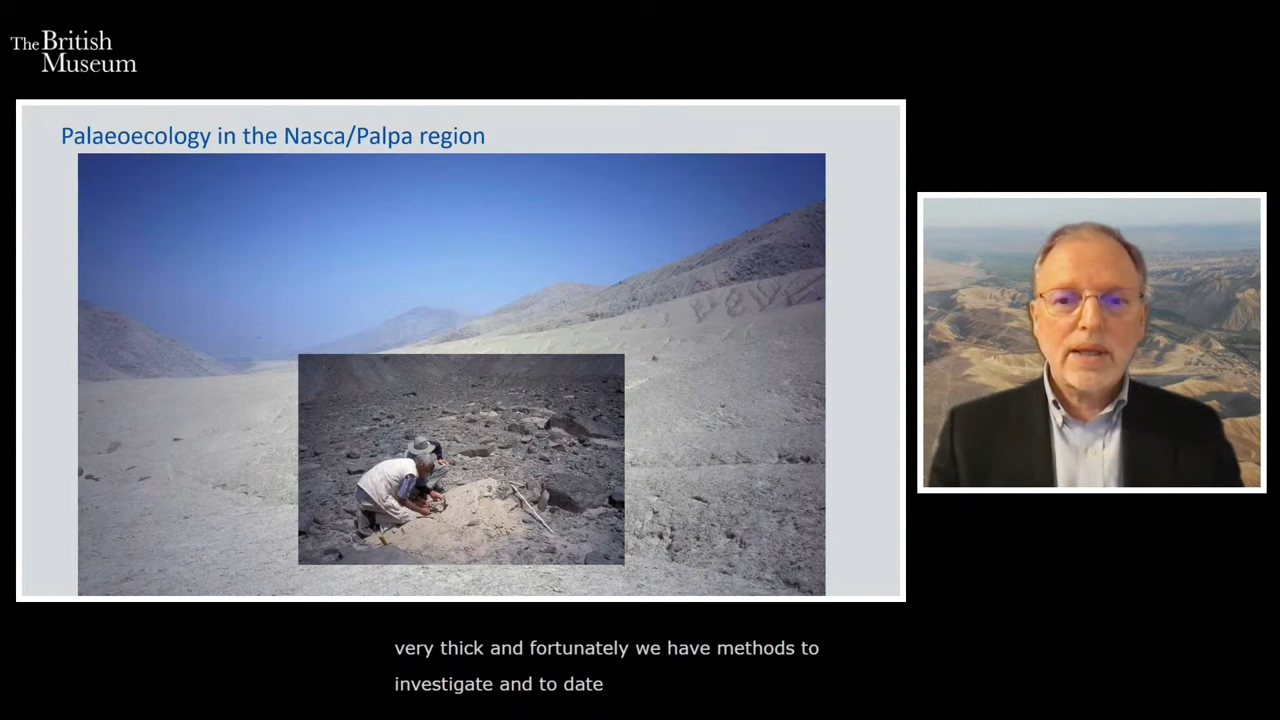 The British
Museum
Palaeoecology in the Nasca/Palpa region
very thick and fortunately we have methods to
investigate and to date